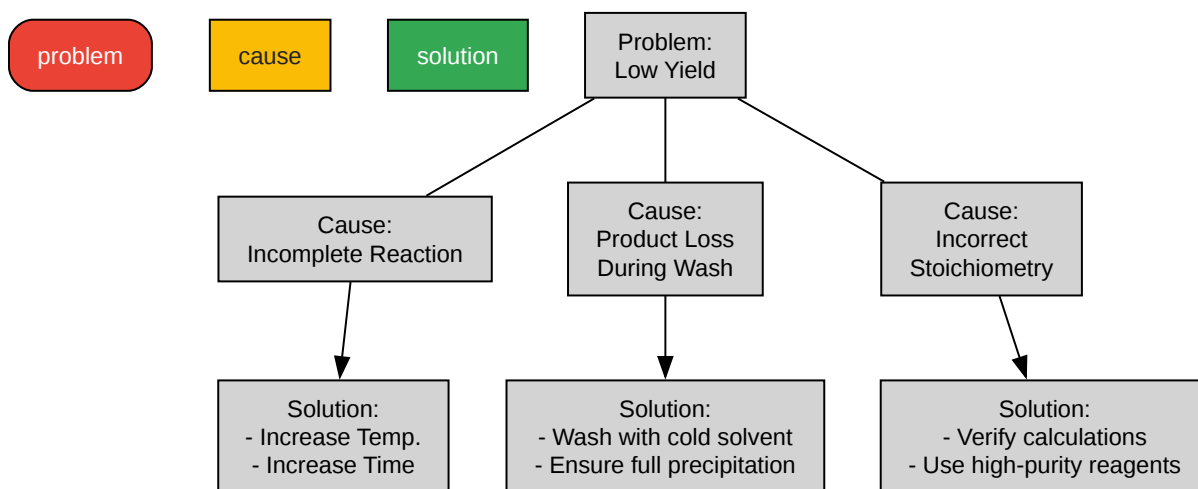 problem
cause
solution
Problem:
Low Yield
Cause:
Incomplete Reaction
Cause:
Product Loss
During Wash
Cause:
Incorrect
Stoichiometry
Solution:
- Increase Temp.
- Increase Time
Solution:
- Wash with cold solvent
- Ensure full precipitation
Solution:
- Verify calculations
- Use high-purity reagents